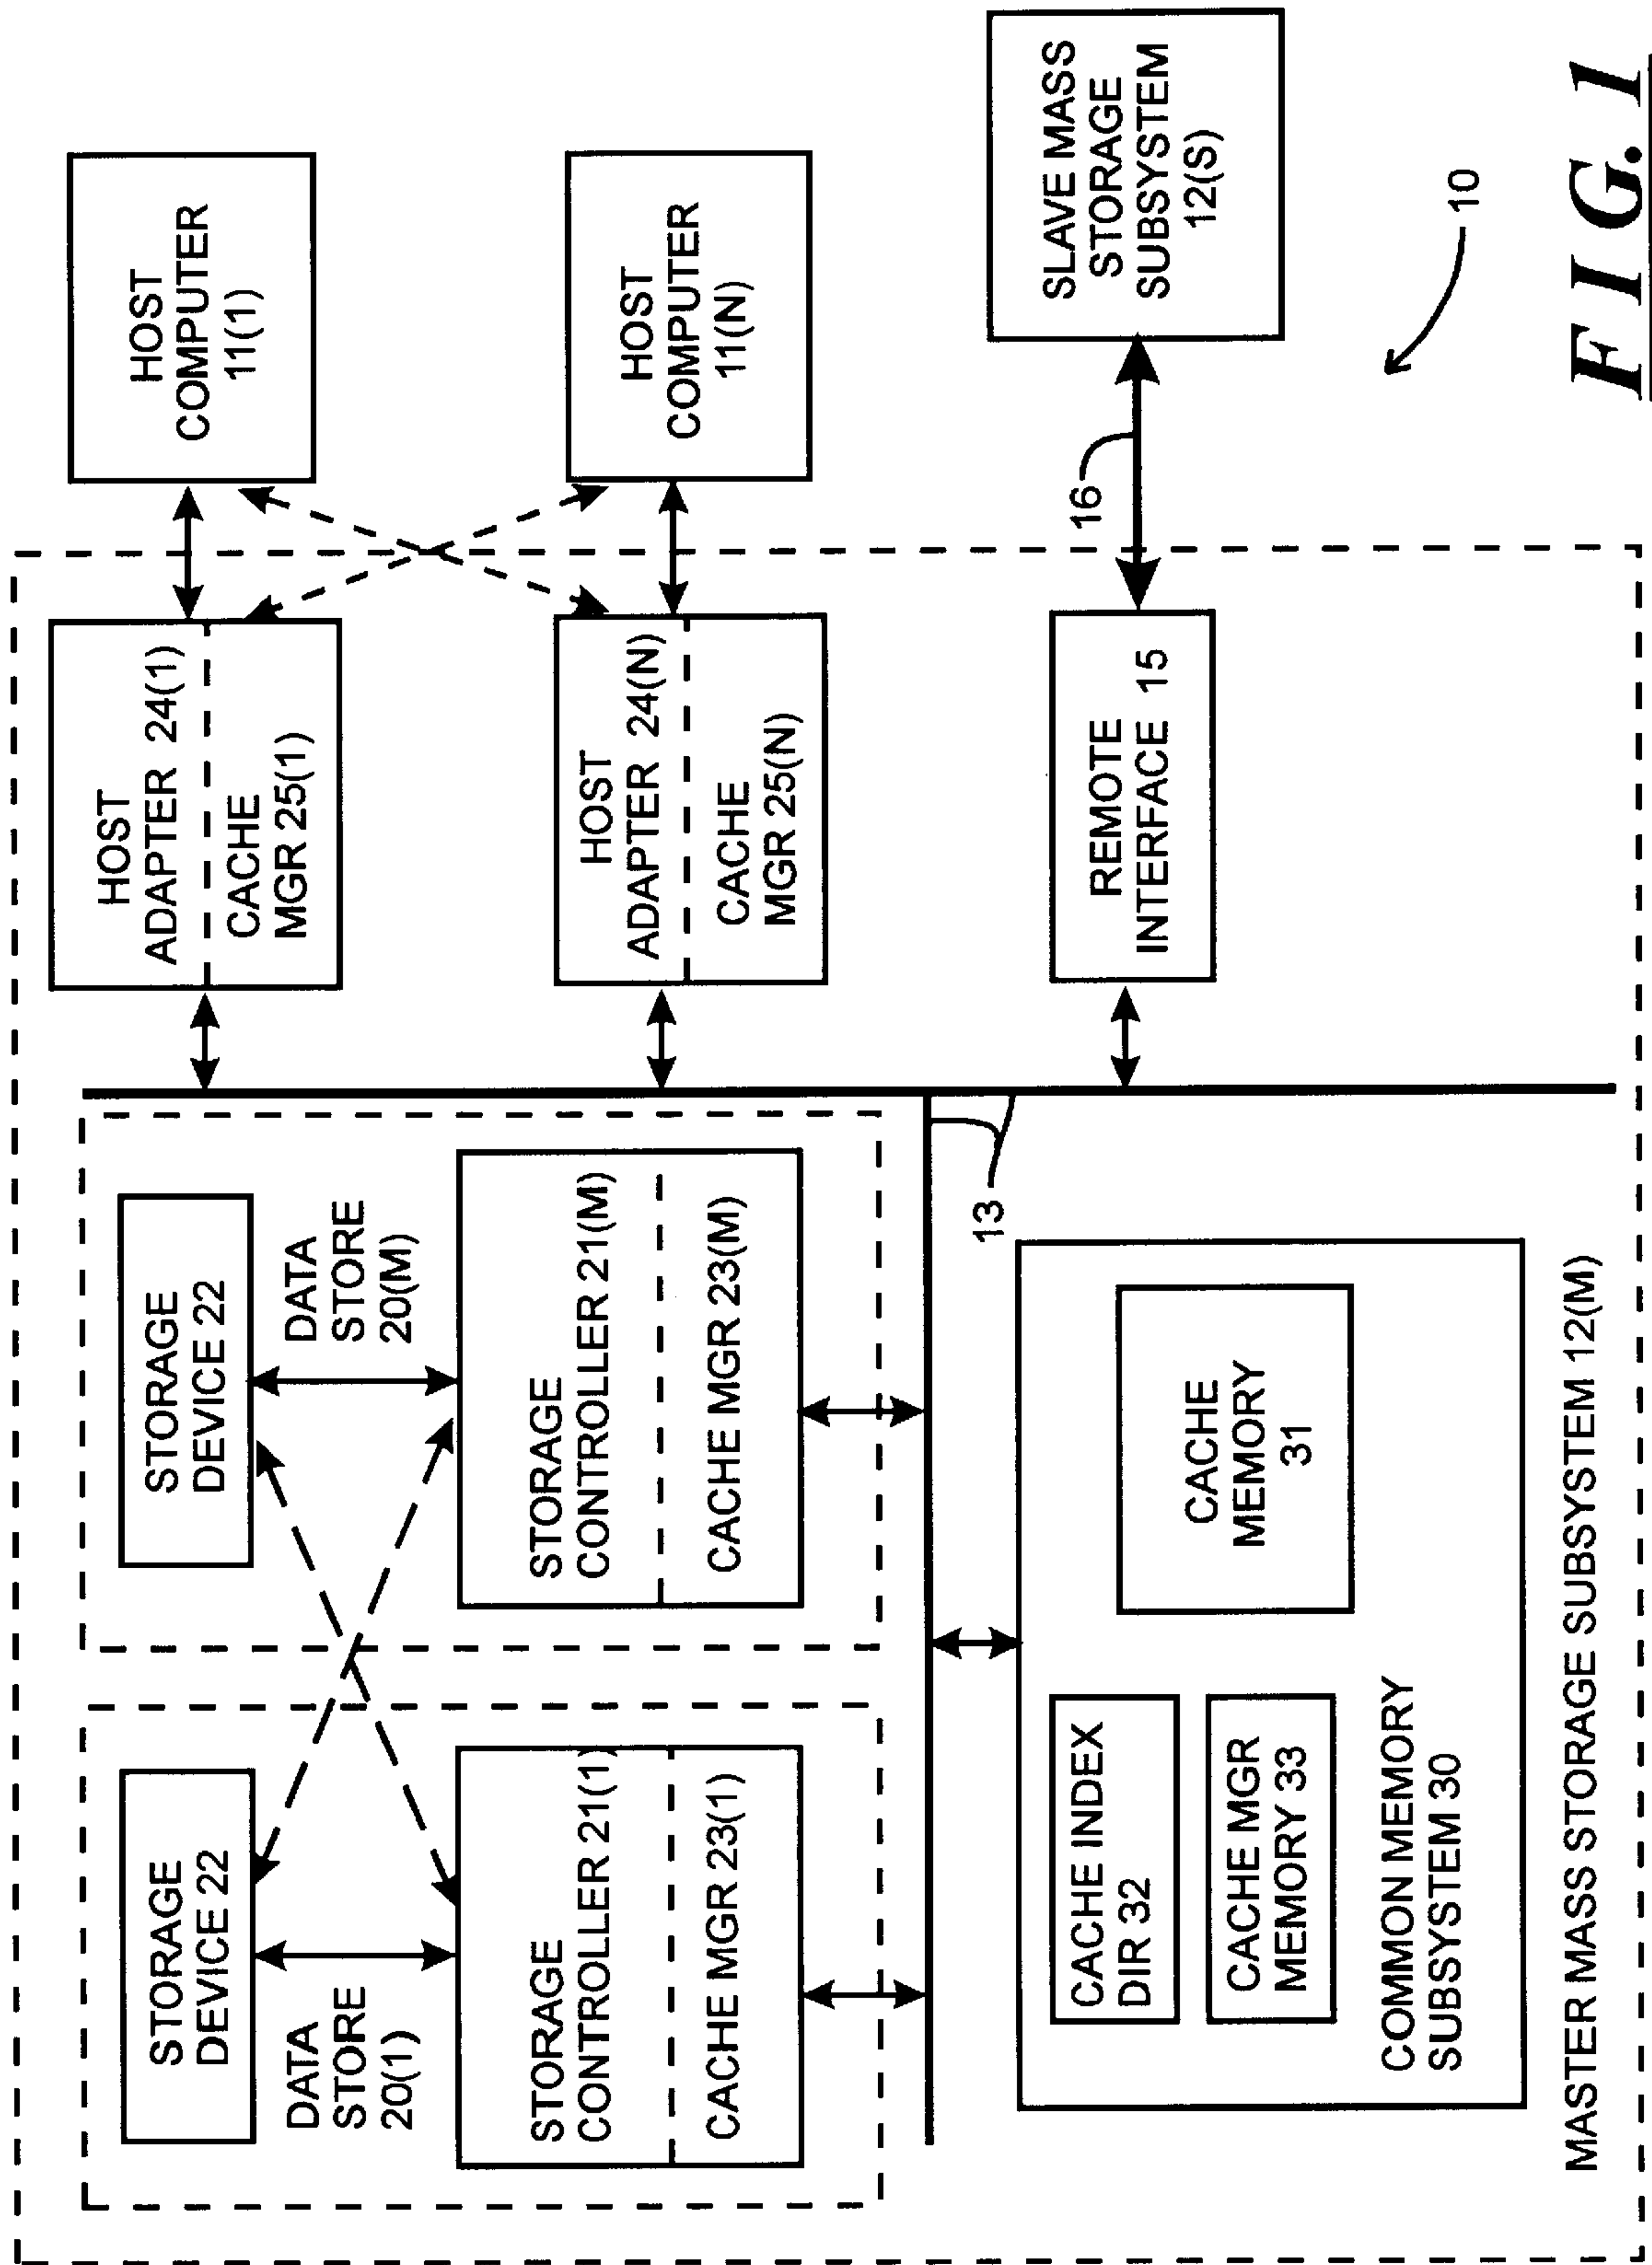 STORAGE
DEVICE 22
DATA
STORE
20(1)
STORAGE
CONTROLLER 21(1)
CACHE MGR 23(1)
STORAGE
DEVICE 22
DATA
STORE
20(M)
STORAGE
CONTROLLER 21(M)
CACHE MGR 23(M)
HOST
ADAPTER 24(1)
CACHE
MGR 25(1)
HOST
COMPUTER
11(1)
HOST
ADAPTER 24(N)
CACHE
MGR 25(N)
HOST
COMPUTER
11(N)
13
CACHE INDEX
DIR 32
CACHE MGR
MEMORY 33
CACHE
MEMORY
31
COMMON MEMORY
SUBSYSTEM 30
REMOTE
INTERFACE 15
16
SLAVE MASS
STORAGE
SUBSYSTEM
12(S)
MASTER MASS STORAGE SUBSYSTEM 12(M)
10
FIG. 1